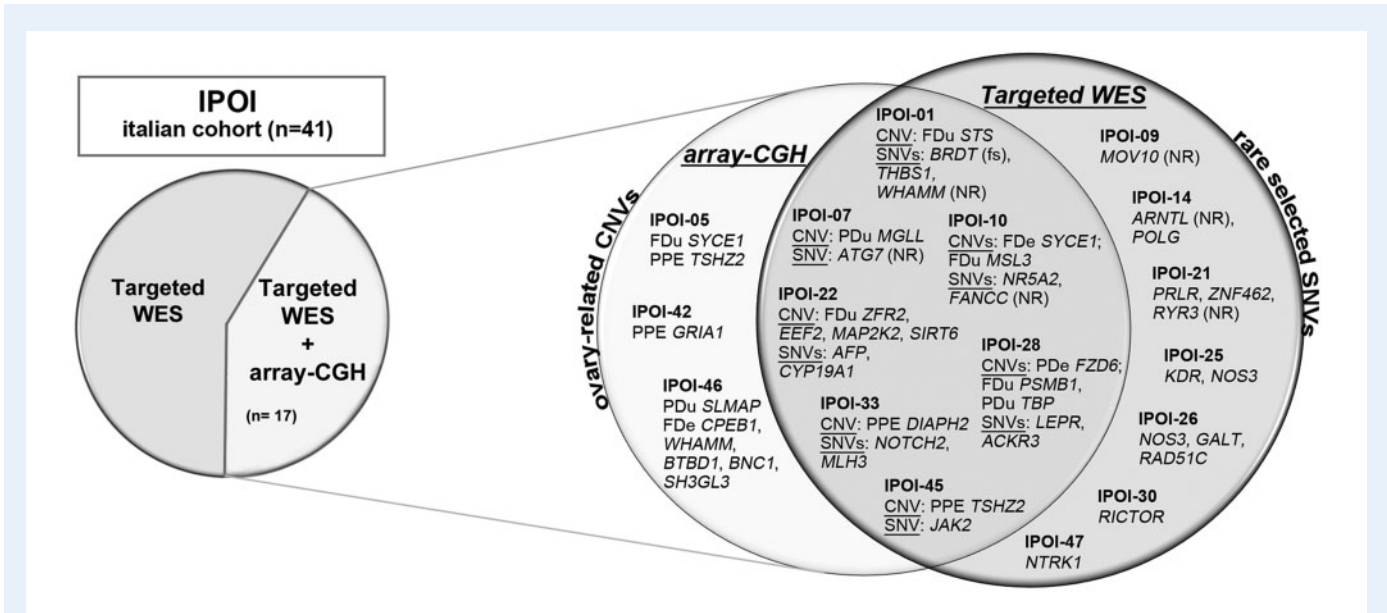 IPOI
italian cohort (n=41)
Targeted
WES
Targeted
WES
+
array-CGH
(n= 17)
ovary-related CNVs
array-CGH
IPOI-05
FDu SYCE1
PPE TSHZ2
IPOI-42
PPE GRIA1
IPOI-46
PDu SLMAP
FDe CPEB1,
WHAMM,
BTBD1, BNC1,
SH3GL3
IPOI-01
CNV: FDu STS
SNVs: BRDT (fs),
THBS1,
WHAMM (NR)
IPOI-07
CNV: PDu MGLL
SNV: ATG7 (NR)
IPOI-10
CNVs: FDe SYCE1;
FDu MSL3
SNVs: NR5A2,
FANCC (NR)
IPOI-22
CNV: FDu ZFR2,
EEF2, MAP2K2, SIRT6
SNVs: AFP,
CYP19A1
IPOI-28
CNVs: PDe FZD6;
FDu PSMB1,
PDu TBP
SNVs: LEPR,
ACKR3
IPOI-33
CNV: PPE DIAPH2
SNVs: NOTCH2,
MLH3
IPOI-45
CNV: PPE TSHZ2
SNV: JAK2
Targeted WES
rare selected SNVs
IPOI-09
MOV10 (NR)
IPOI-14
ARNTL (NR),
POLG
IPOI-21
PRLR, ZNF462,
RYR3 (NR)
IPOI-25
KDR, NOS3
IPOI-26
NOS3, GALT,
RAD51C
IPOI-30
RICTOR
IPOI-47
NTRK1